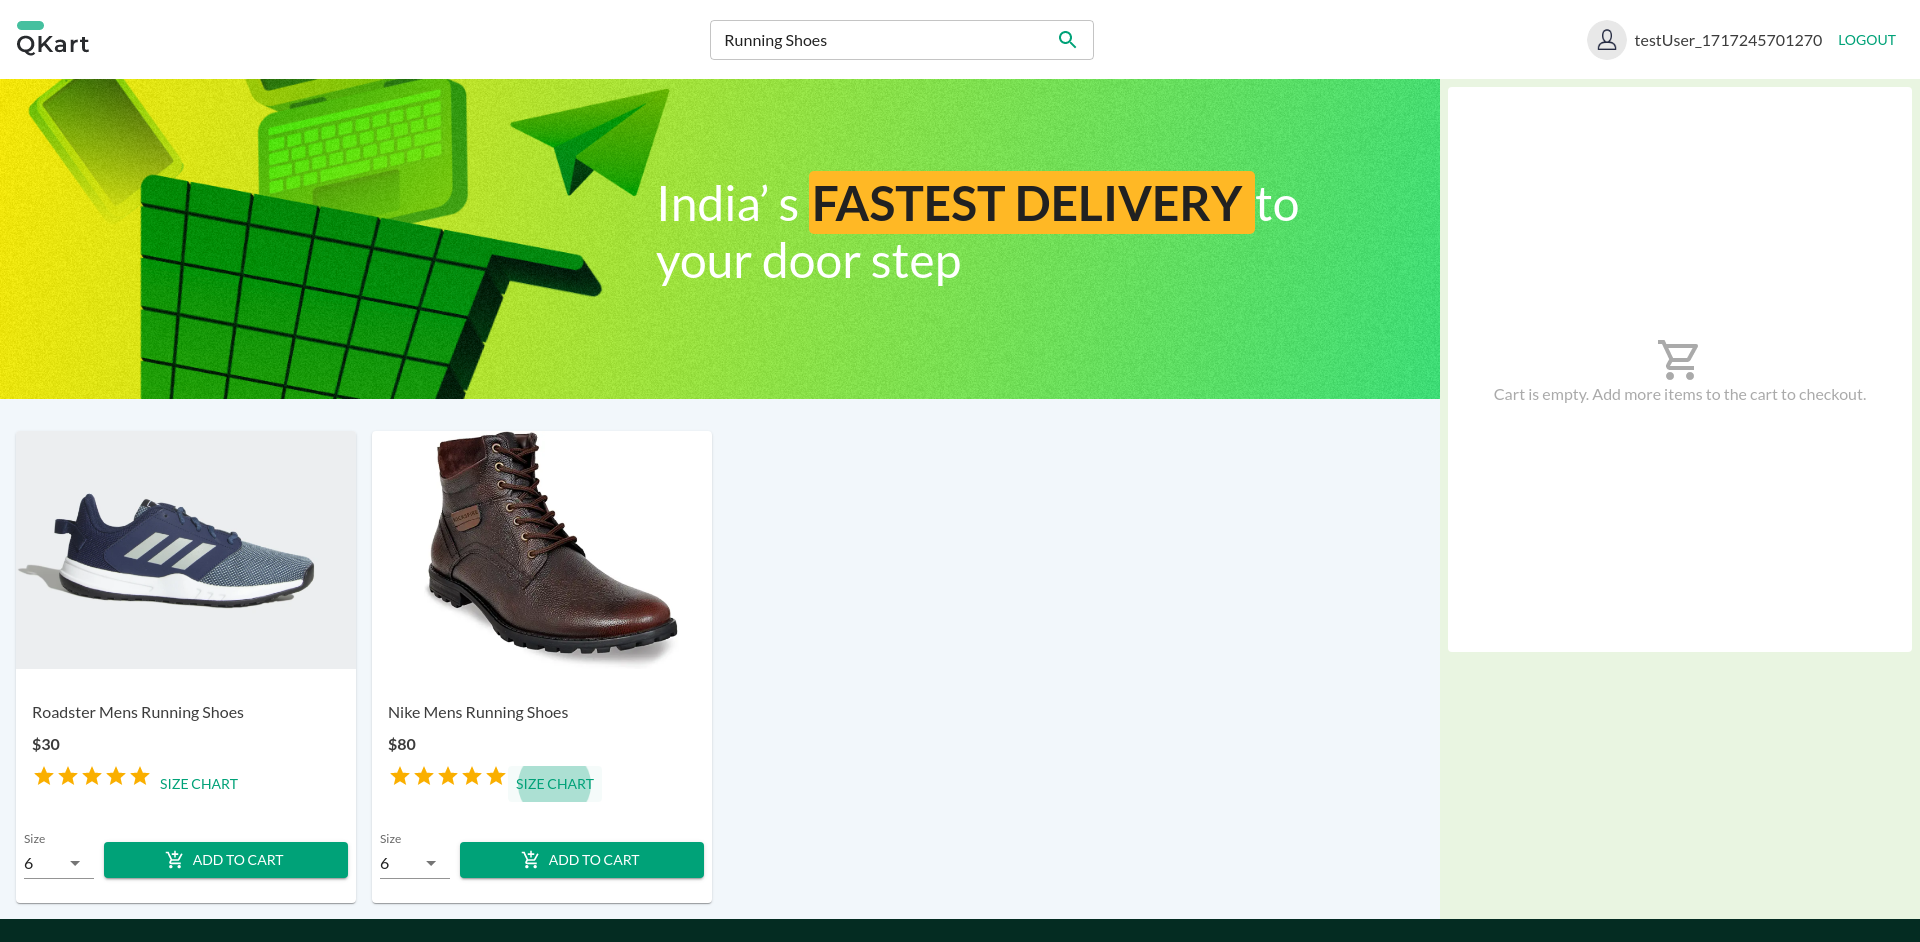 QKart
Running Shoes
testUser_1717245701270
LOGOUT
India’ s FASTEST DELIVERY to
your door step
Cart is empty. Add more items to the cart to checkout.
Roadster Mens Running Shoes
$30
SIZE CHART
Size
6
ADD TO CART
Nike Mens Running Shoes
$80
SIZE CHART
Size
6
ADD TO CART